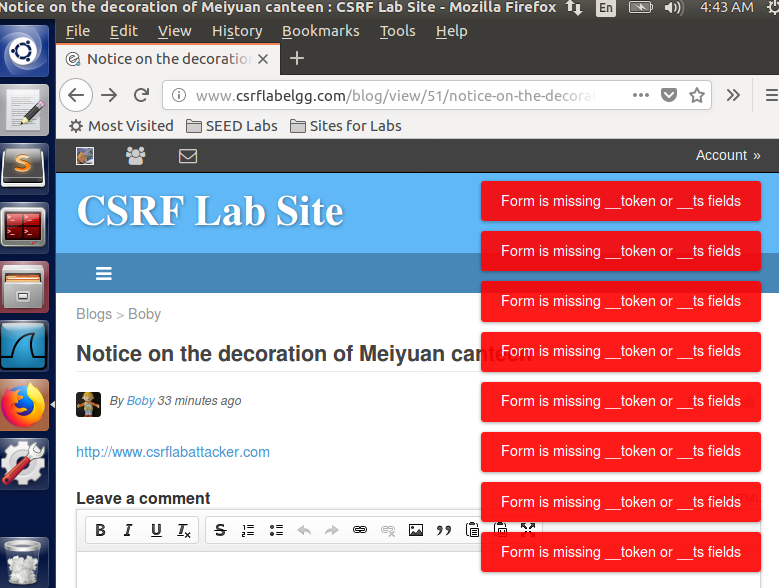 Notice on the decoration of Meiyuan canteen : CSRF Lab Site - Mozilla Firefox
En
4:43 AM
File Edit View History Bookmarks Tools Help
Notice on the decoratio
www.csrflabelgg.com/blog/view/51/notice-on-the-decora
Most Visited SEED Labs Sites for Labs
Account »
CSRF Lab Site
Form is missing __token or __ts fields
Form is missing __token or __ts fields
Form is missing __token or __ts fields
Blogs > Boby
Form is missing __token or __ts fields
Notice on the decoration of Meiyuan canteen
Form is missing __token or __ts fields
By Boby 33 minutes ago
Form is missing __token or __ts fields
http://www.csrflabattacker.com
Form is missing __token or __ts fields
Leave a comment
B I U Tx S
Form is missing __token or __ts fields